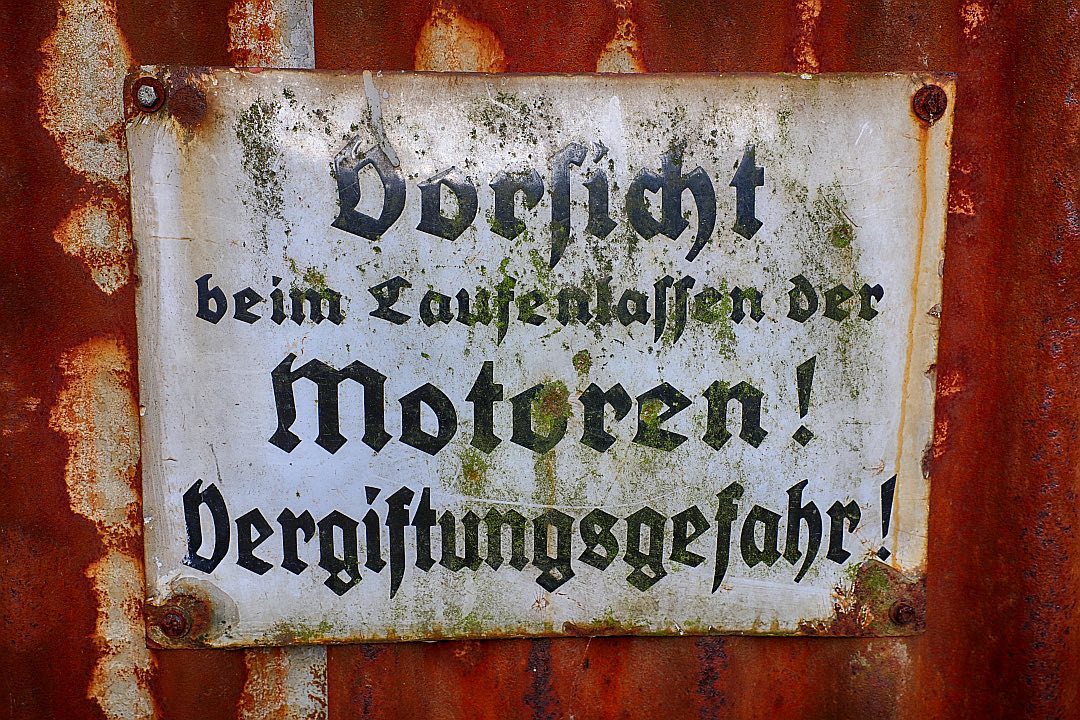 Vorsicht
beim Laufenlassen der
Motoren!
Vergiftungsgefahr!